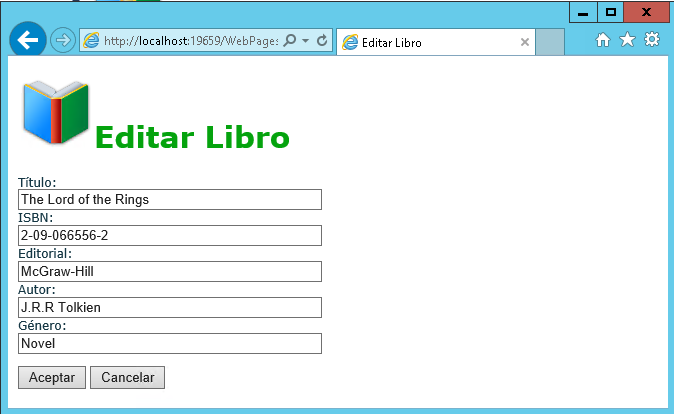 http://localhost:19659/WebPages
Editar Libro
Editar Libro
Título:
The Lord of the Rings
ISBN:
2-09-066556-2
Editorial:
McGraw-Hill
Autor:
J.R.R Tolkien
Género:
Novel
Aceptar Cancelar